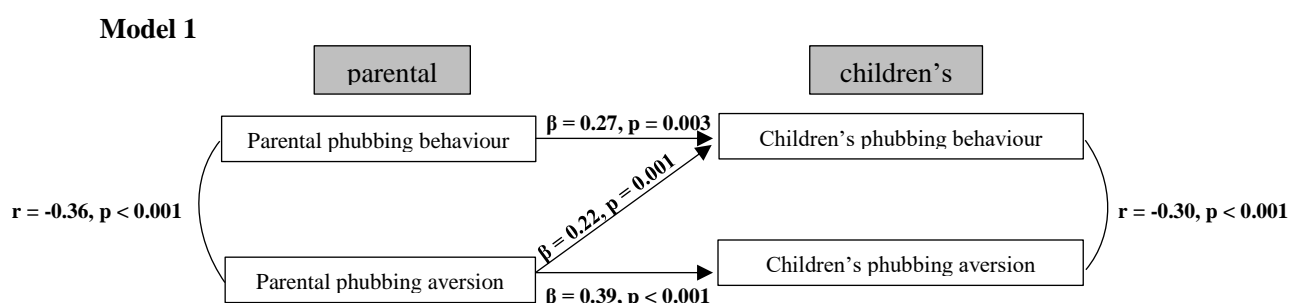 Model 1
parental
children's
Parental phubbing behaviour
β = 0.27, p = 0.003
Children's phubbing behaviour
r = -0.36, p < 0.001
β = 0.22, p = 0.001
r = -0.30, p < 0.001
Parental phubbing aversion
β = 0.39, p < 0.001
Children's phubbing aversion